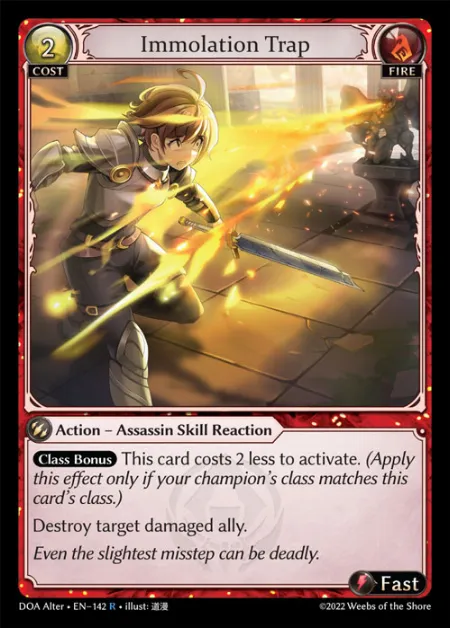 2
Immolation Trap
COST
FIRE
Action – Assassin Skill Reaction
Class Bonus This card costs 2 less to activate. (Apply
this effect only if your champion's class matches this
card's class.)
Destroy target damaged ally.
Even the slightest misstep can be deadly.
Fast
DOA Alter • EN-142 R • illust: 道漫
©2022 Weebs of the Shore